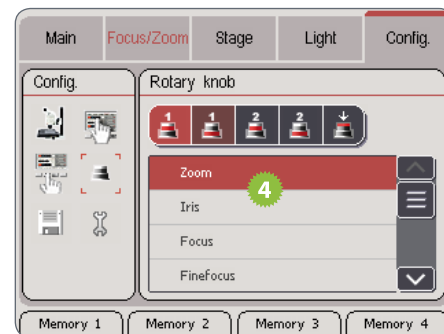 Main Focus/Zoom Stage Light Config.
Config. Rotary knob
1 1 2 2
Zoom
4
Iris
Focus
Finefocus
Memory 1 Memory 2 Memory 3 Memory 4